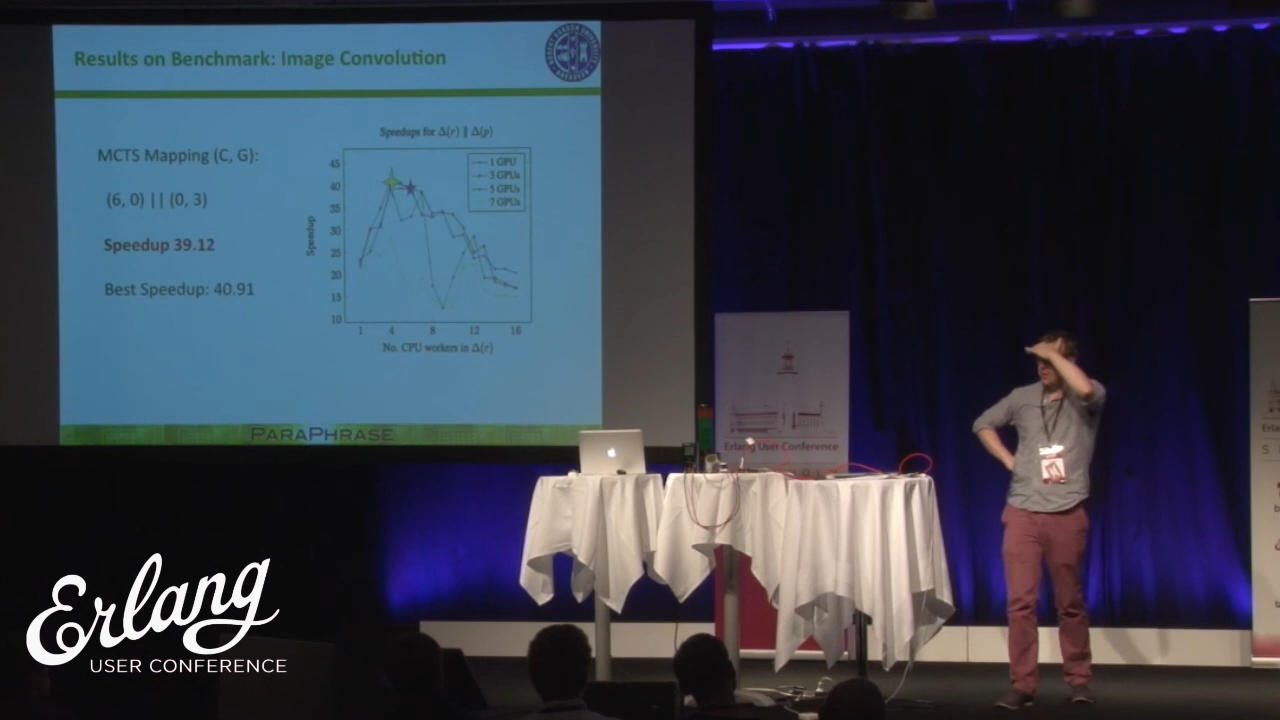 Results on Benchmark: Image Convolution
MCTS Mapping (C, G):
(6, 0) || (0, 3)
Speedup 39.12
Best Speedup: 40.91
Speedups for Δ(r) ∥ Δ(p)
1 GPU
3 GPUs
5 GPUs
7 GPUs
45
40
35
30
25
20
15
10
Speedup
1 4 8 12 16
No. CPU workers in Δ(r)
PARAPHRASE
Erlang User Conference
Erlang
USER CONFERENCE